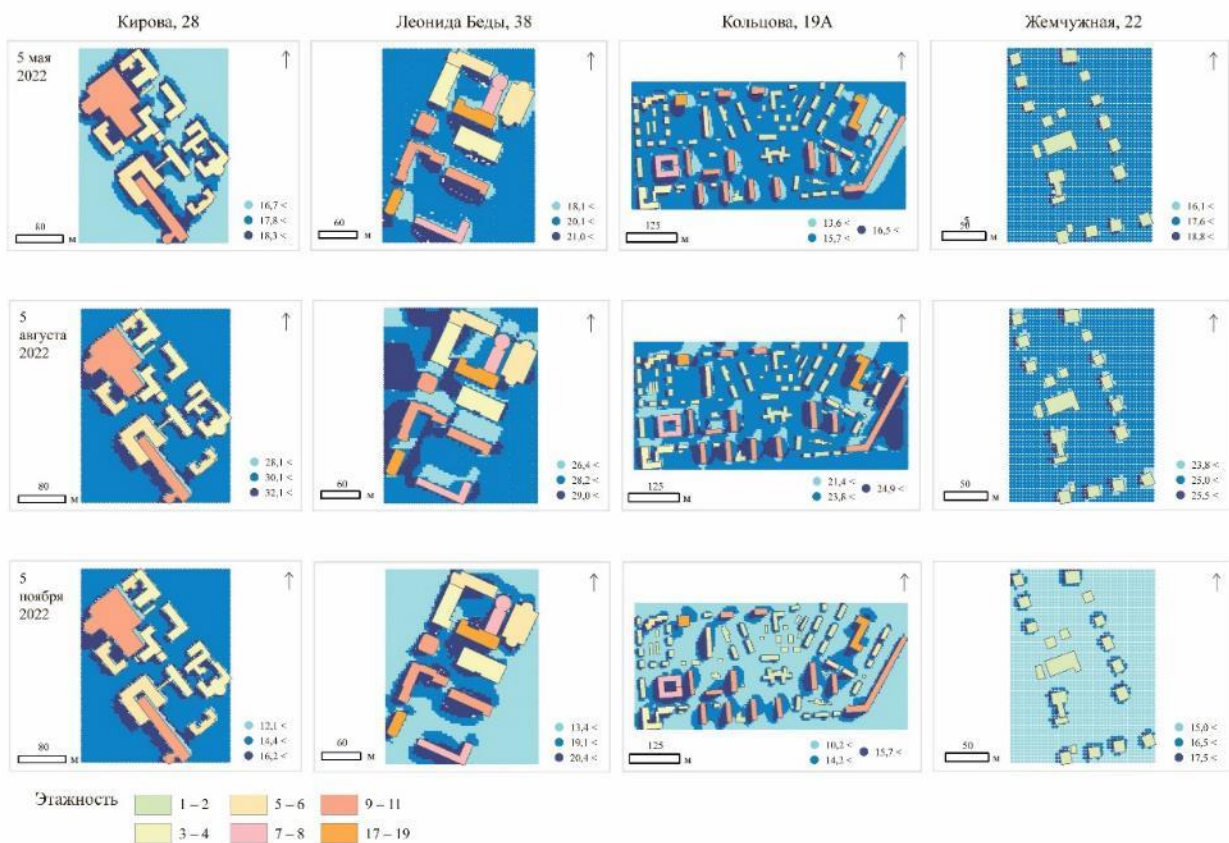 Кирова, 28
Леонида Беды, 38
Кольцова, 19А
Жемчужная, 22
5 мая
2022
16,7 <
17,8 <
18,3 <
80 м
18,1 <
20,1 <
21,0 <
60 м
13,6 <
15,7 <
16,5 <
125 м
16,1 <
17,6 <
18,8 <
м
5
августа
2022
28,1 <
30,1 <
32,1 <
80 м
26,4 <
28,2 <
29,0 <
60 м
21,4 <
23,8 <
24,9 <
125 м
23,8 <
25,0 <
25,5 <
50 м
5
ноября
2022
12,1 <
14,4 <
16,2 <
80 м
13,4 <
19,1 <
20,4 <
60 м
10,2 <
14,3 <
15,7 <
125 м
15,0 <
16,5 <
17,5 <
50 м
Этажность
1 – 2
5 – 6
9 – 11
3 – 4
7 – 8
17 – 19